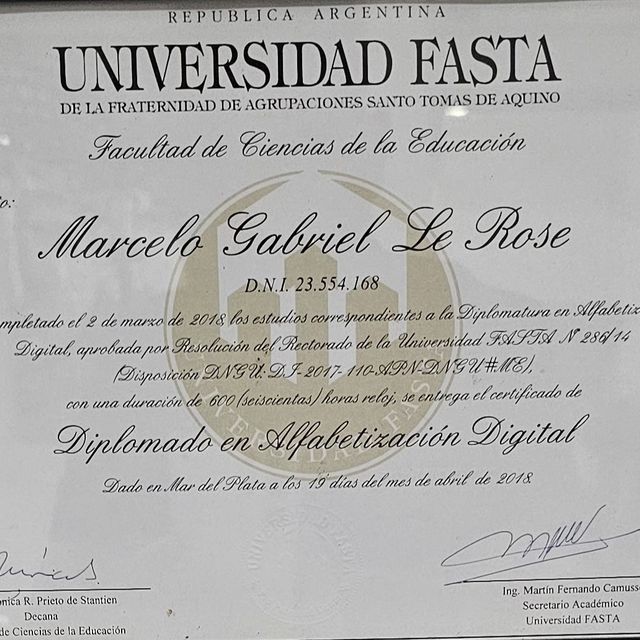 REPUBLICA ARGENTINA
UNIVERSIDAD FASTA
DE LA FRATERNIDAD DE AGRUPACIONES SANTO TOMAS DE AQUINO
Facultad de Ciencias de la Educación
Marcelo Gabriel Le Rose
D.N.I. 23.554.168
mpletado el 2 de marzo de 2018, los estudios correspondientes a la Diplomatura en Alfabetiz
Digital, aprobada por Resolución del Rectorado de la Universidad FASTA Nº 286/14
(Disposición DNGU: DI-2017-110-APN-DNGU#ME),
con una duración de 600 (seiscientas) horas reloj, se entrega el certificado de
Diplomado en Alfabetización Digital
Dado en Mar del Plata a los 19 días del mes de abril de 2018.
nica R. Prieto de Stantien
Decana
de Ciencias de la Educación
Ing. Martín Fernando Camuss
Secretario Académico
Universidad FASTA